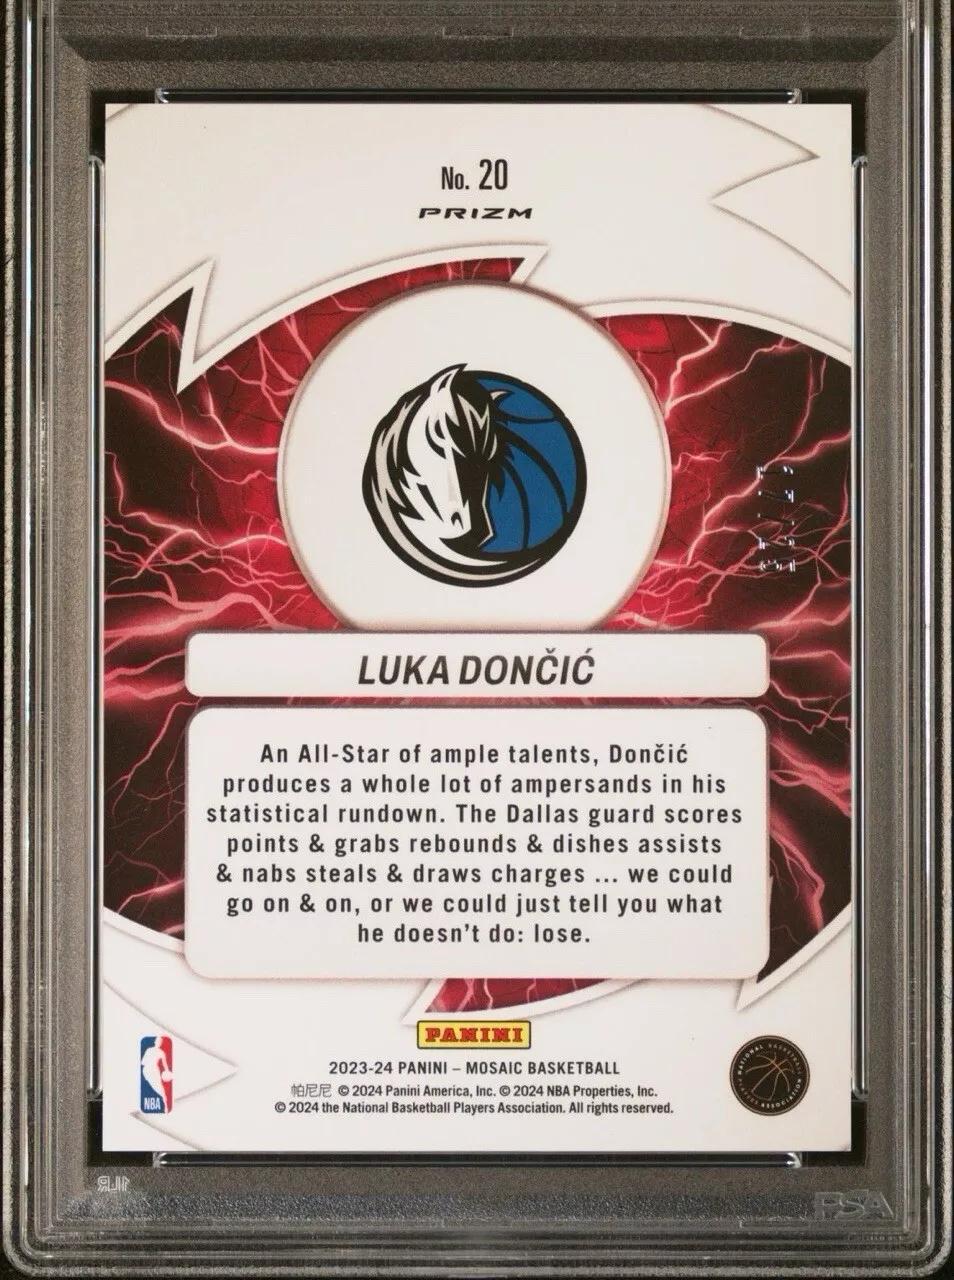 No. 20
PRIZM
LUKA DONČIĆ
An All-Star of ample talents, Dončić
produces a whole lot of ampersands in his
statistical rundown. The Dallas guard scores
points & grabs rebounds & dishes assists
& nabs steals & draws charges ... we could
go on & on, or we could just tell you what
he doesn't do: lose.
PANINI
2023-24 PANINI – MOSAIC BASKETBALL
帕尼尼 © 2024 Panini America, Inc. © 2024 NBA Properties, Inc.
© 2024 the National Basketball Players Association. All rights reserved.
NBA
NATIONAL BASKETBALL
PLAYERS ASSOCIATION
PSA